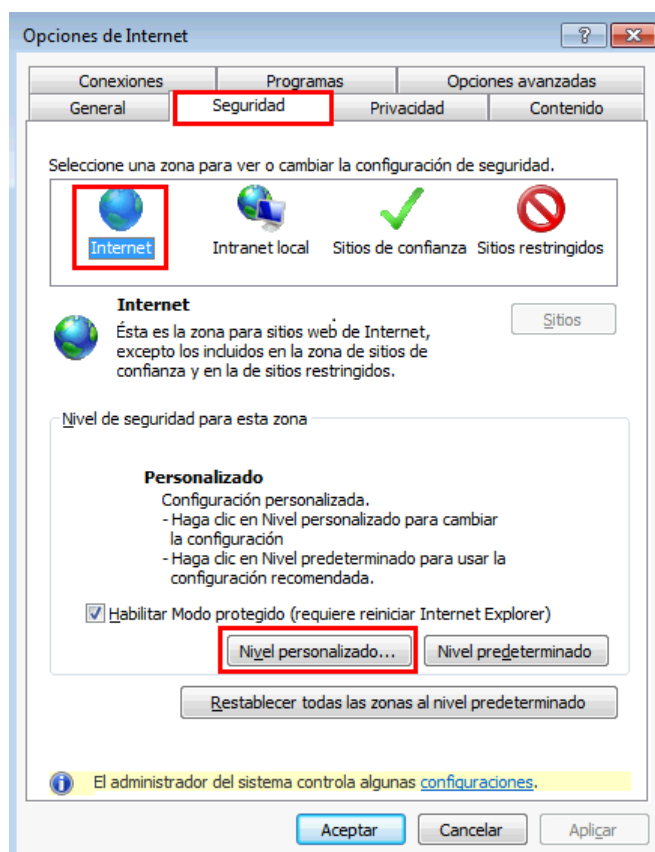 Opciones de Internet
Conexiones Programas Opciones avanzadas
General Seguridad Privacidad Contenido
Seleccione una zona para ver o cambiar la configuración de seguridad.
Internet Intranet local Sitios de confianza Sitios restringidos
Internet
Sitios
Ésta es la zona para sitios web de Internet,
excepto los incluidos en la zona de sitios de
confianza y en la de sitios restringidos.
Nivel de seguridad para esta zona
Personalizado
Configuración personalizada.
- Haga clic en Nivel personalizado para cambiar
la configuración
- Haga clic en Nivel predeterminado para usar la
configuración recomendada.
Habilitar Modo protegido (requiere reiniciar Internet Explorer)
Nivel personalizado... Nivel predeterminado
Restablecer todas las zonas al nivel predeterminado
El administrador del sistema controla algunas configuraciones.
Aceptar Cancelar Aplicar